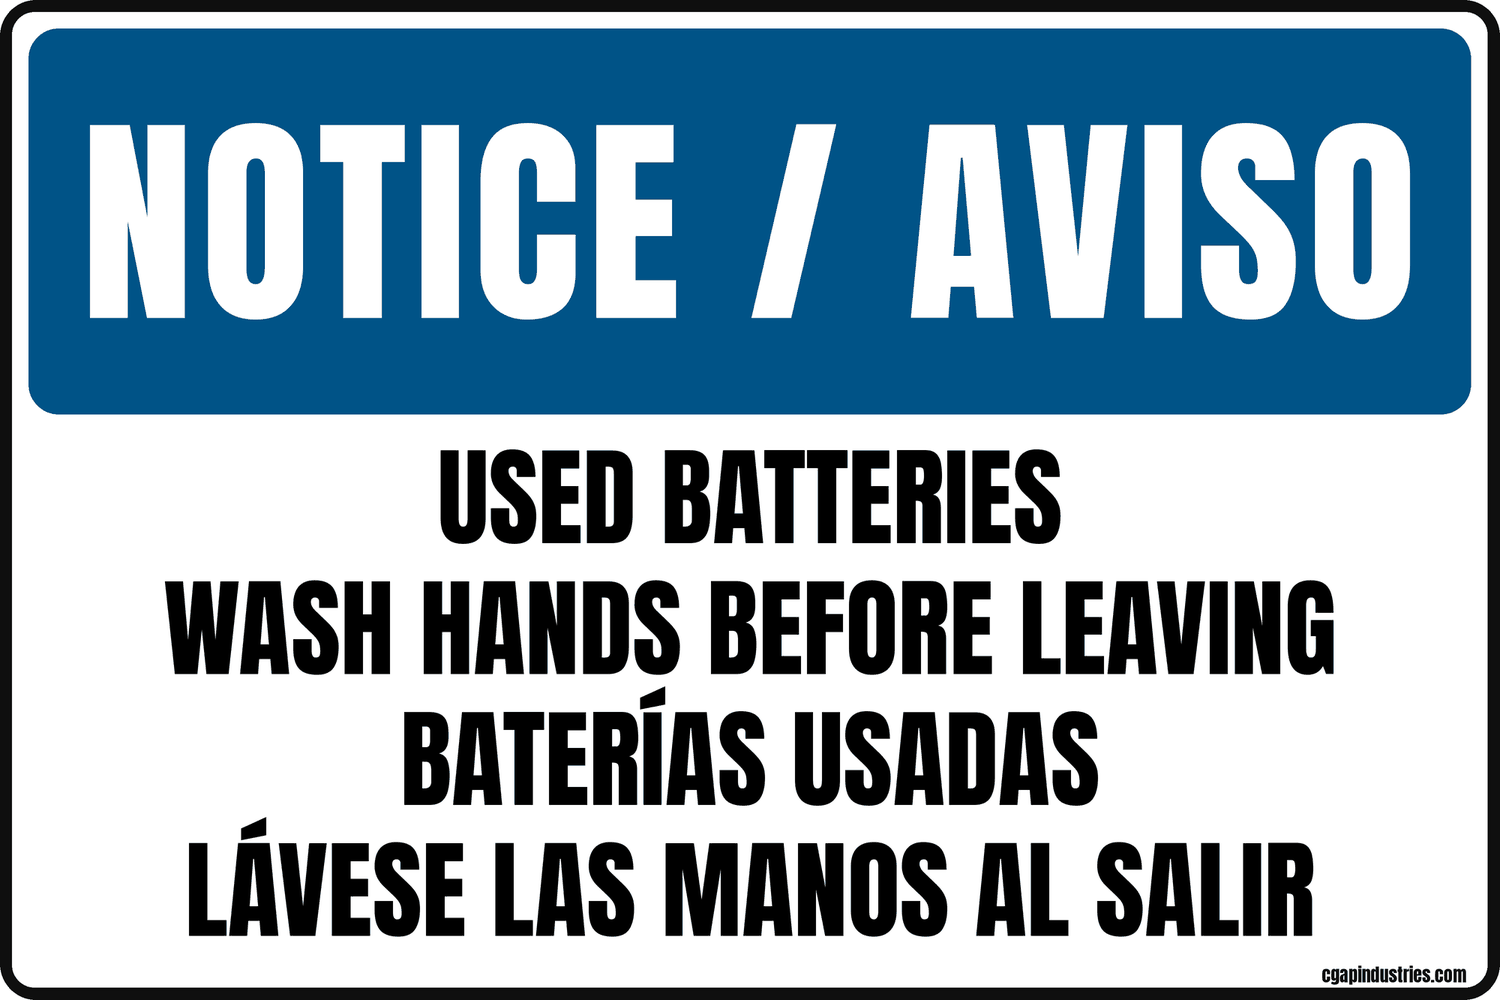 NOTICE / AVISO
USED BATTERIES
WASH HANDS BEFORE LEAVING
BATERÍAS USADAS
LÁVESE LAS MANOS AL SALIR
cgapindustries.com